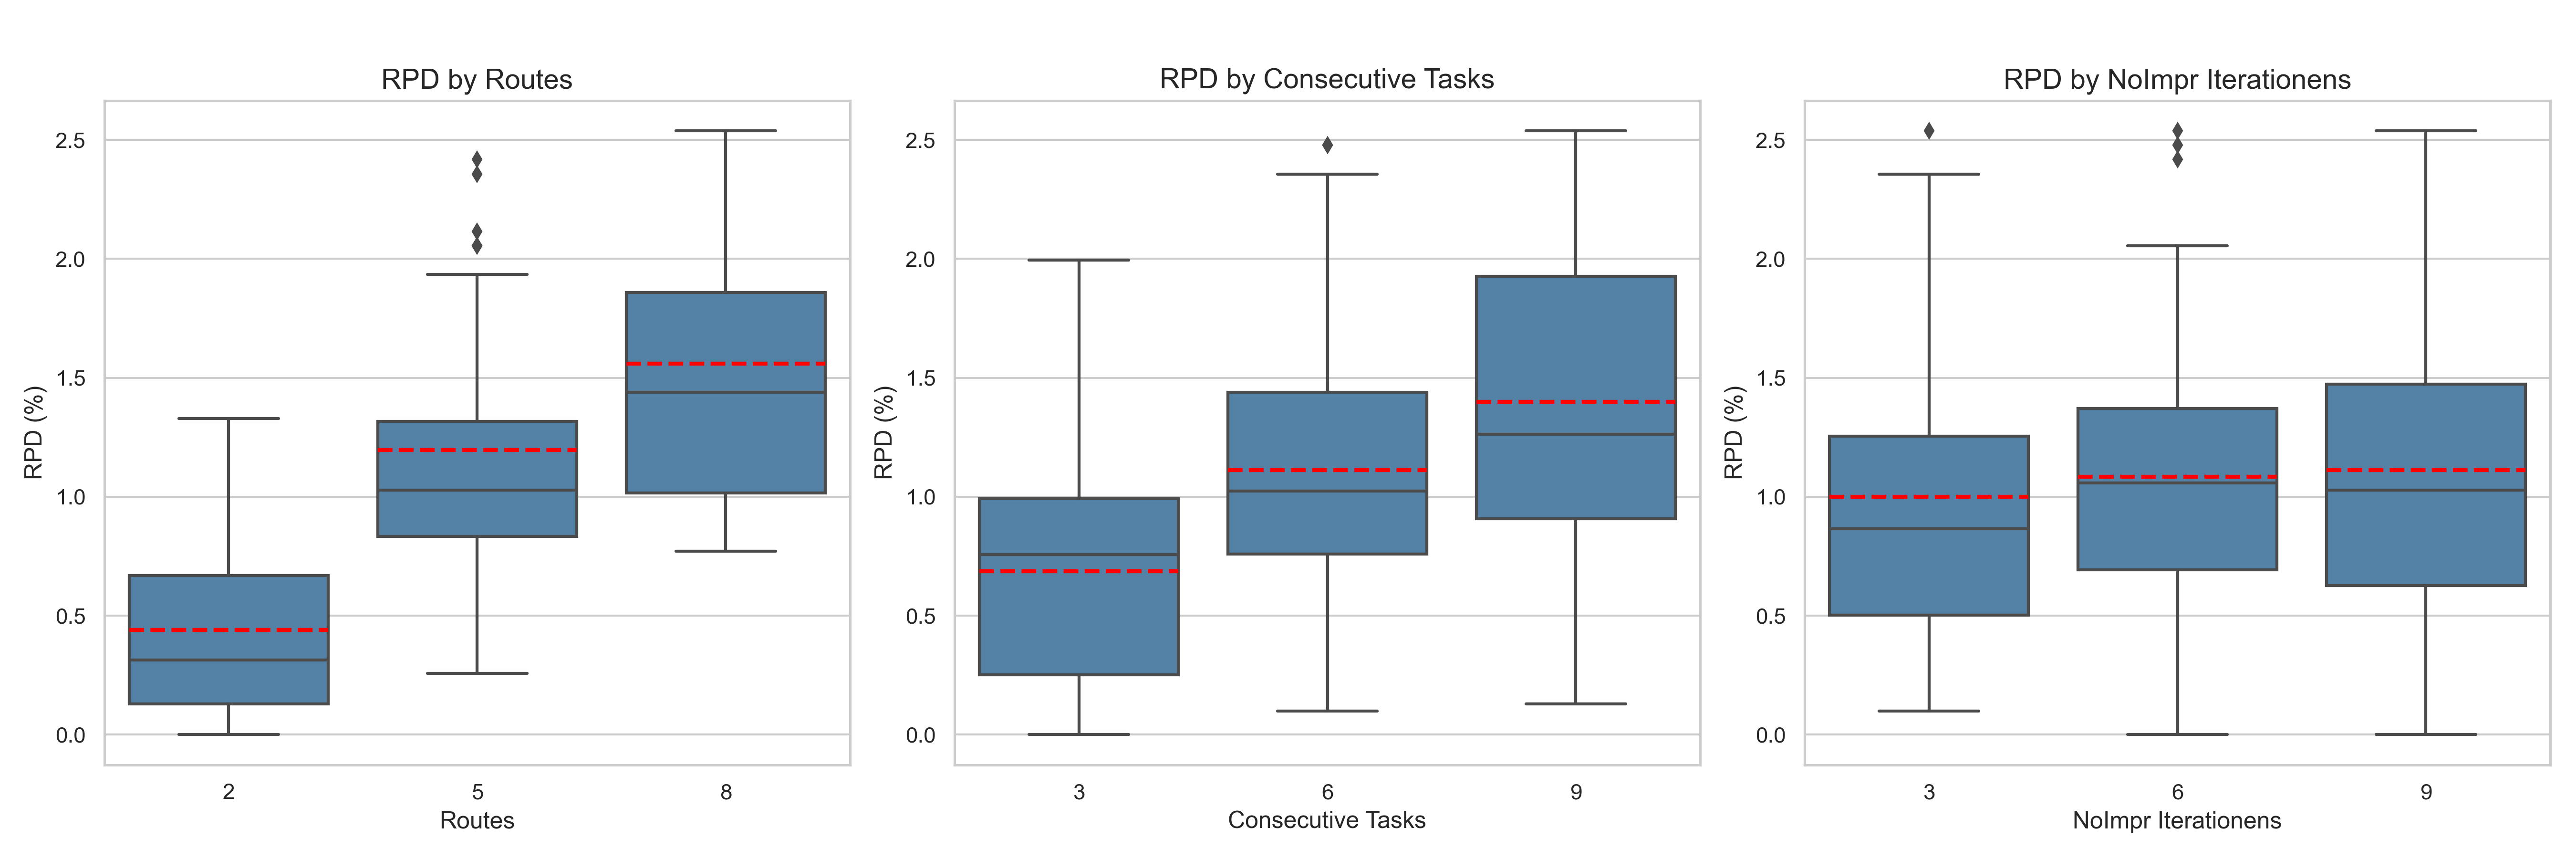 RPD by Routes
RPD (%)
2.5
2.0
1.5
1.0
0.5
0.0
2 5 8
Routes
RPD by Consecutive Tasks
RPD (%)
2.5
2.0
1.5
1.0
0.5
0.0
3 6 9
Consecutive Tasks
RPD by NoImpr Iterationens
RPD (%)
2.5
2.0
1.5
1.0
0.5
0.0
3 6 9
NoImpr Iterationens